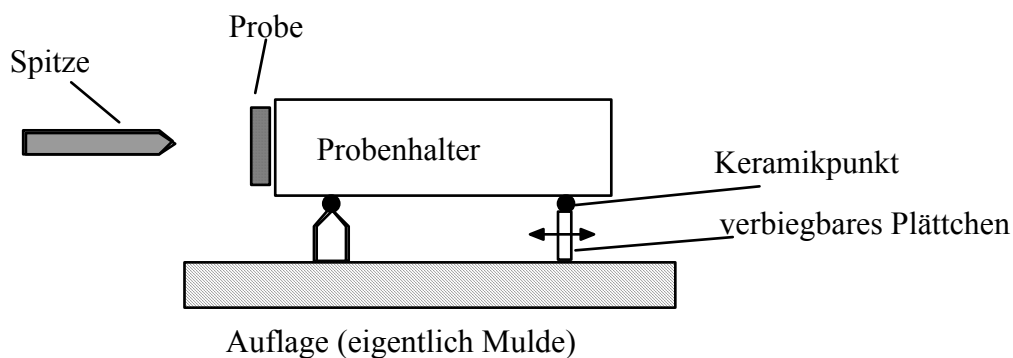 Probe
Spitze
Probenhalter
Keramikpunkt
verbiegbares Plättchen
Auflage (eigentlich Mulde)